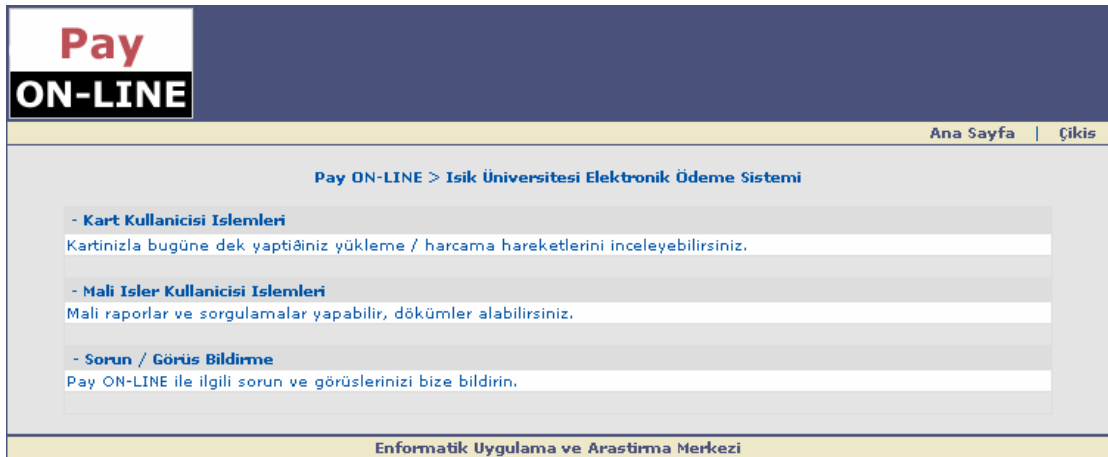 Pay
ON-LINE
Ana Sayfa | Çikis
Pay ON-LINE > Isik Üniversitesi Elektronik Ödeme Sistemi
- Kart Kullanicisi Islemleri
Kartinizla bugüne dek yaptiðiniz yükleme / harcama hareketlerini inceleyebilirsiniz.
- Mali Isler Kullanicisi Islemleri
Mali raporlar ve sorgulamalar yapabilir, dökümler alabilirsiniz.
- Sorun / Görüs Bildirme
Pay ON-LINE ile ilgili sorun ve görüslerinizi bize bildirin.
Enformatik Uygulama ve Arastirma Merkezi